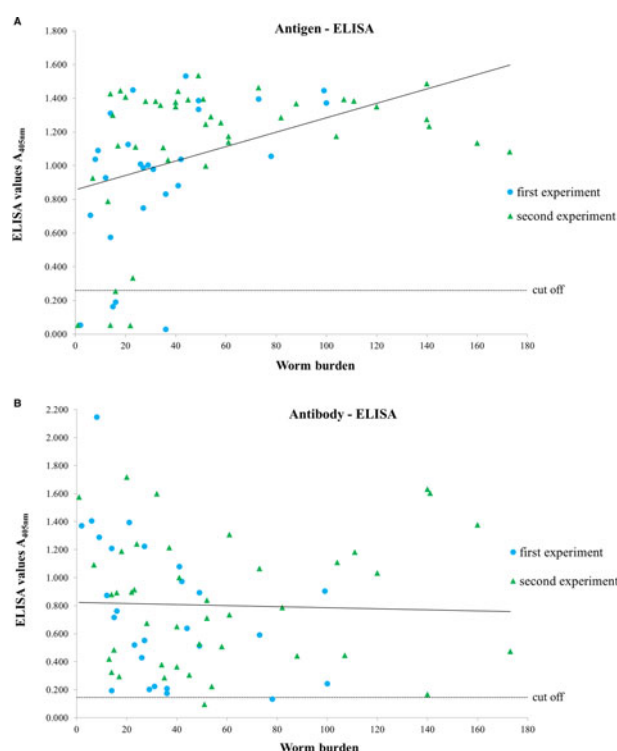 A
Antigen - ELISA
ELISA values A405nm
1.800
1.600
1.400
1.200
1.000
0.800
0.600
0.400
0.200
0.000
first experiment
second experiment
cut off
0 20 40 60 80 100 120 140 160 180
Worm burden
B
Antibody - ELISA
ELISA values A405nm
2.200
2.000
1.800
1.600
1.400
1.200
1.000
0.800
0.600
0.400
0.200
0.000
first experiment
second experiment
cut off
0 20 40 60 80 100 120 140 160 180
Worm burden